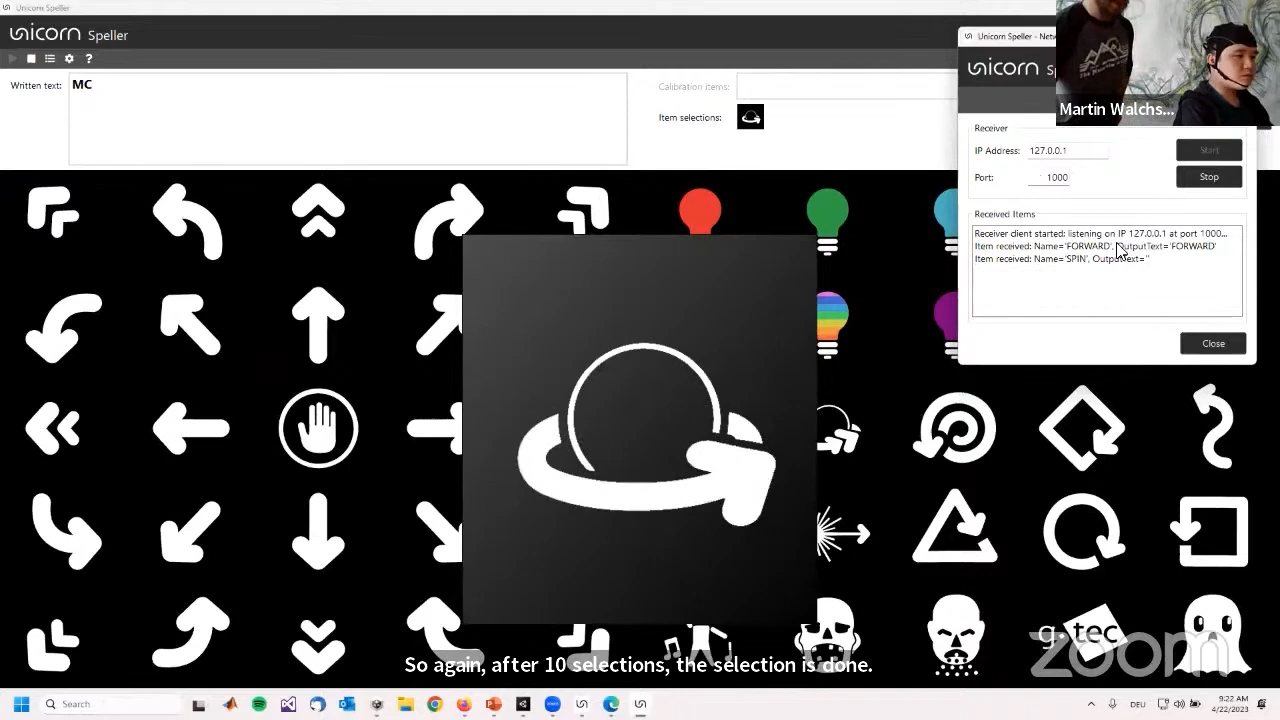 Unicorn Speller
unicorn Speller
Written text:
MC
Calibration items:
Item selections:
Unicorn Speller - Netw
unicorn Sp
Martin Walchs...
Receiver
IP Address:
127.0.0.1
Start
Port:
1000
Stop
Received Items
Receiver client started: listening on IP 127.0.0.1 at port 1000...
Item received: Name='FORWARD', OutputText='FORWARD'
Item received: Name='SPIN', OutputText=''
Close
g.tec
zoom
So again, after 10 selections, the selection is done.
Search
DEU
9:22 AM
4/22/2023